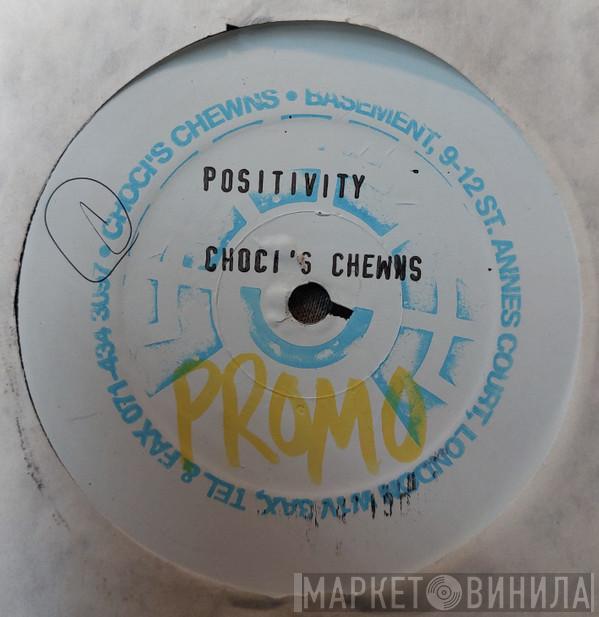 CHOCI'S CHEWNS • BASEMENT, 9-12 ST. ANNES COURT, LONDON W1V 3AX, TEL & FAX 071-434 3097 •
POSITIVITY
CHOCI'S CHEWNS
PROMO
МАРКЕТ ВИНИЛА